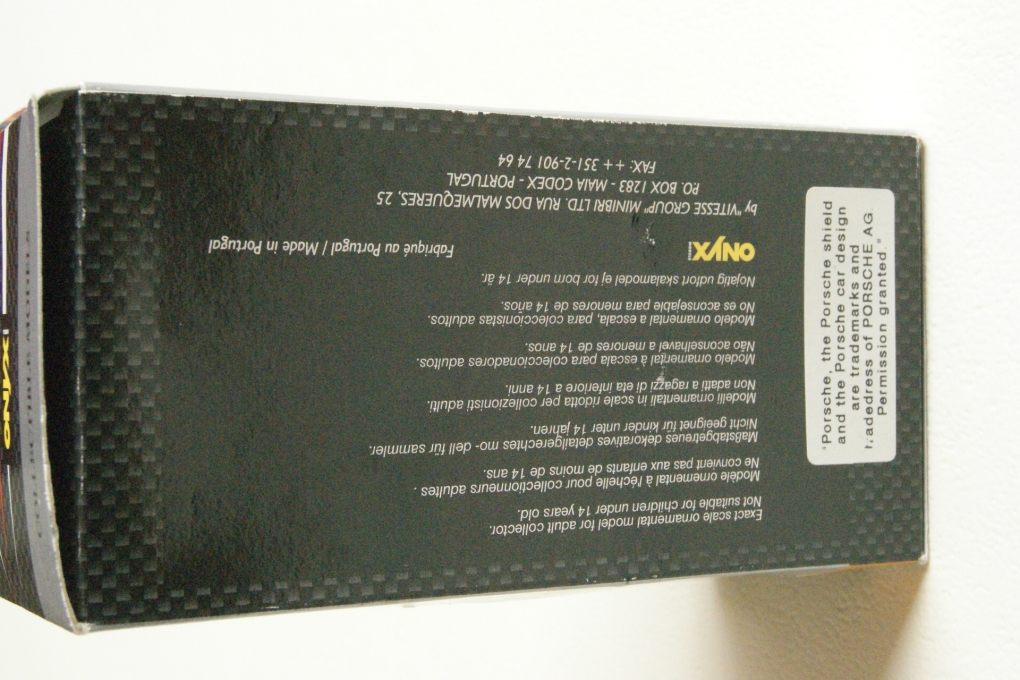 Exact scale ornamental model for adult collector.
Not suitable for children under 14 years old.
Modèle ornemental à l'échelle pour collectionneurs adultes.
Ne convient pas aux enfants de moins de 14 ans.
Maßstabgetreues dekoratives detailgerechtes mo- dell für sammler.
Nicht geeignet für kinder unter 14 jahren.
Modelli ornamentali in scale ridotta per collezionisti adulti.
Non adatti a ragazzi di eta inferiore a 14 anni.
Modelo ornamental à escala para coleccionadores adultos.
Não aconselhavel a menores de 14 anos.
Modelo ornamental a escala, para coleccionistas adultos.
No es aconsejable para menores de 14 años.
Nojatig udfort skalamodel ej for born under 14 år.
ONYX
Fabriqué au Portugal / Made in Portugal
by "VITESSE GROUP" MINIBRI LTD. RUA DOS MALMEQUERES, 25
P.O. BOX 1283 - MAIA CODEX - PORTUGAL
FAX: + + 351-2-901 74 64
"Porsche, the Porsche shield
and the Porsche car design
are trademarks and
tradedress of PORSCHE AG.
Permission granted."
ONYX